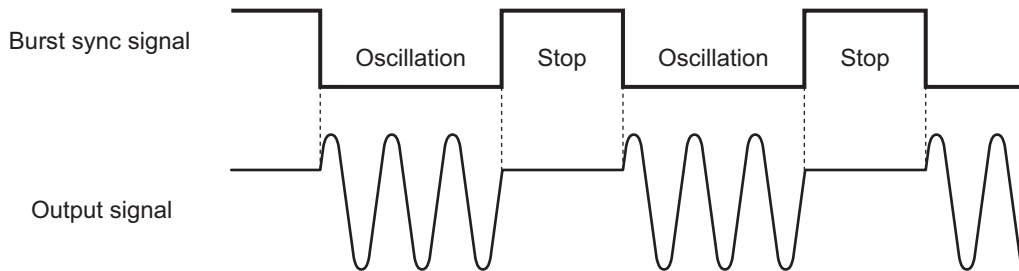 Burst sync signal
Oscillation
Stop
Oscillation
Stop
Output signal